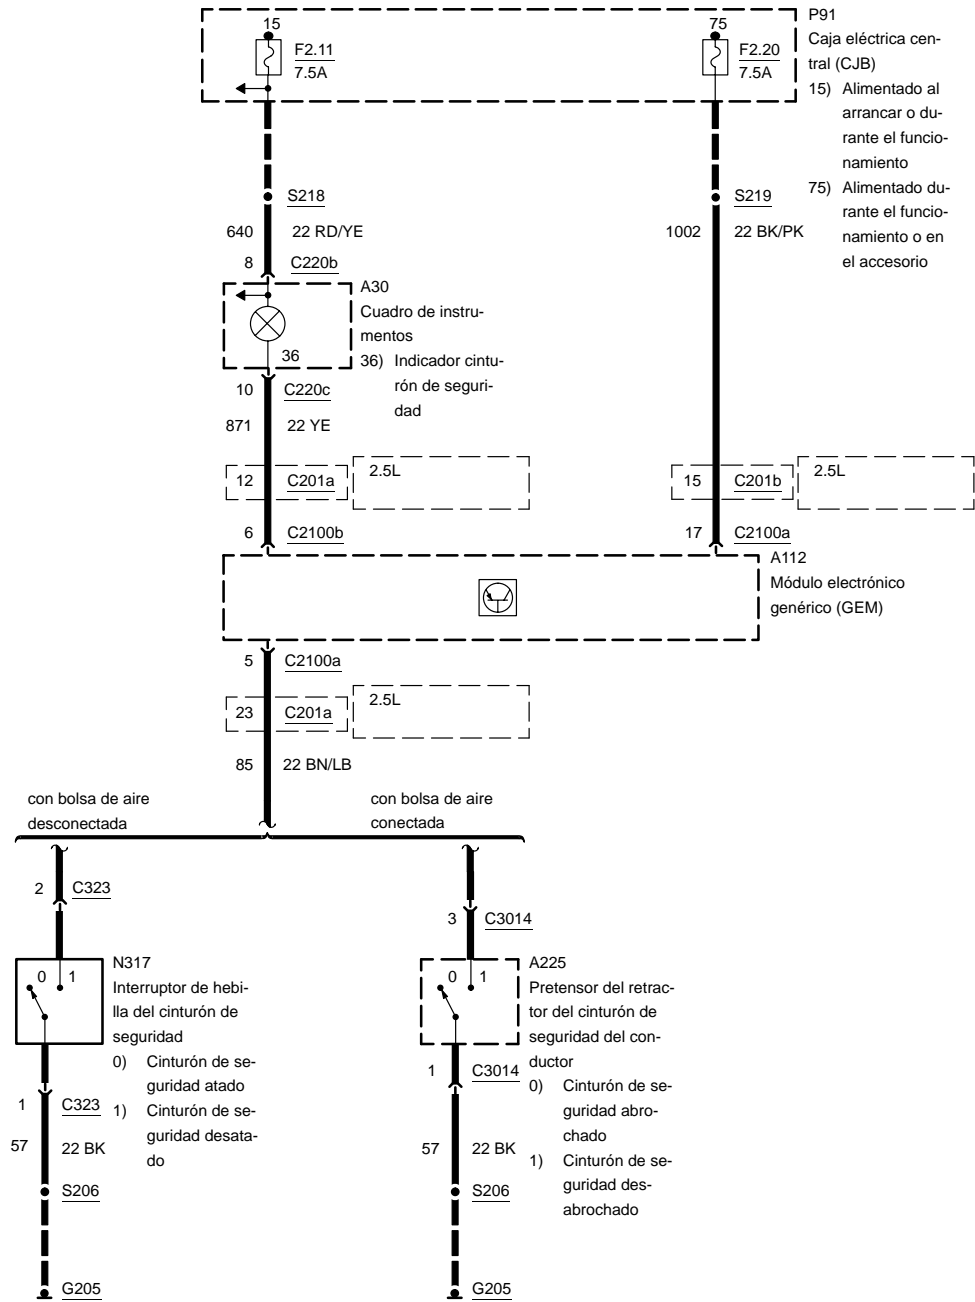 15
F2.11
7.5A
75
F2.20
7.5A
P91
Caja eléctrica cen-
tral (CJB)
15) Alimentado al
arrancar o du-
rante el funcio-
namiento
75) Alimentado du-
rante el funcio-
namiento o en
el accesorio
S218
640 22 RD/YE
8 C220b
S219
1002 22 BK/PK
A30
Cuadro de instru-
mentos
36) Indicador cintu-
rón de seguri-
dad
36
10 C220c
871 22 YE
12 C201a
2.5L
15 C201b
2.5L
6 C2100b
17 C2100a
A112
Módulo electrónico
genérico (GEM)
5 C2100a
23 C201a
2.5L
85 22 BN/LB
con bolsa de aire
desconectada
con bolsa de aire
conectada
2 C323
3 C3014
0 1
N317
Interruptor de hebi-
lla del cinturón de
seguridad
0) Cinturón de se-
guridad atado
1) Cinturón de se-
guridad desata-
do
1 C323
57 22 BK
S206
G205
0 1
A225
Pretensor del retrac-
tor del cinturón de
seguridad del con-
ductor
0) Cinturón de se-
guridad abro-
chado
1) Cinturón de se-
guridad des-
abrochado
1 C3014
57 22 BK
S206
G205